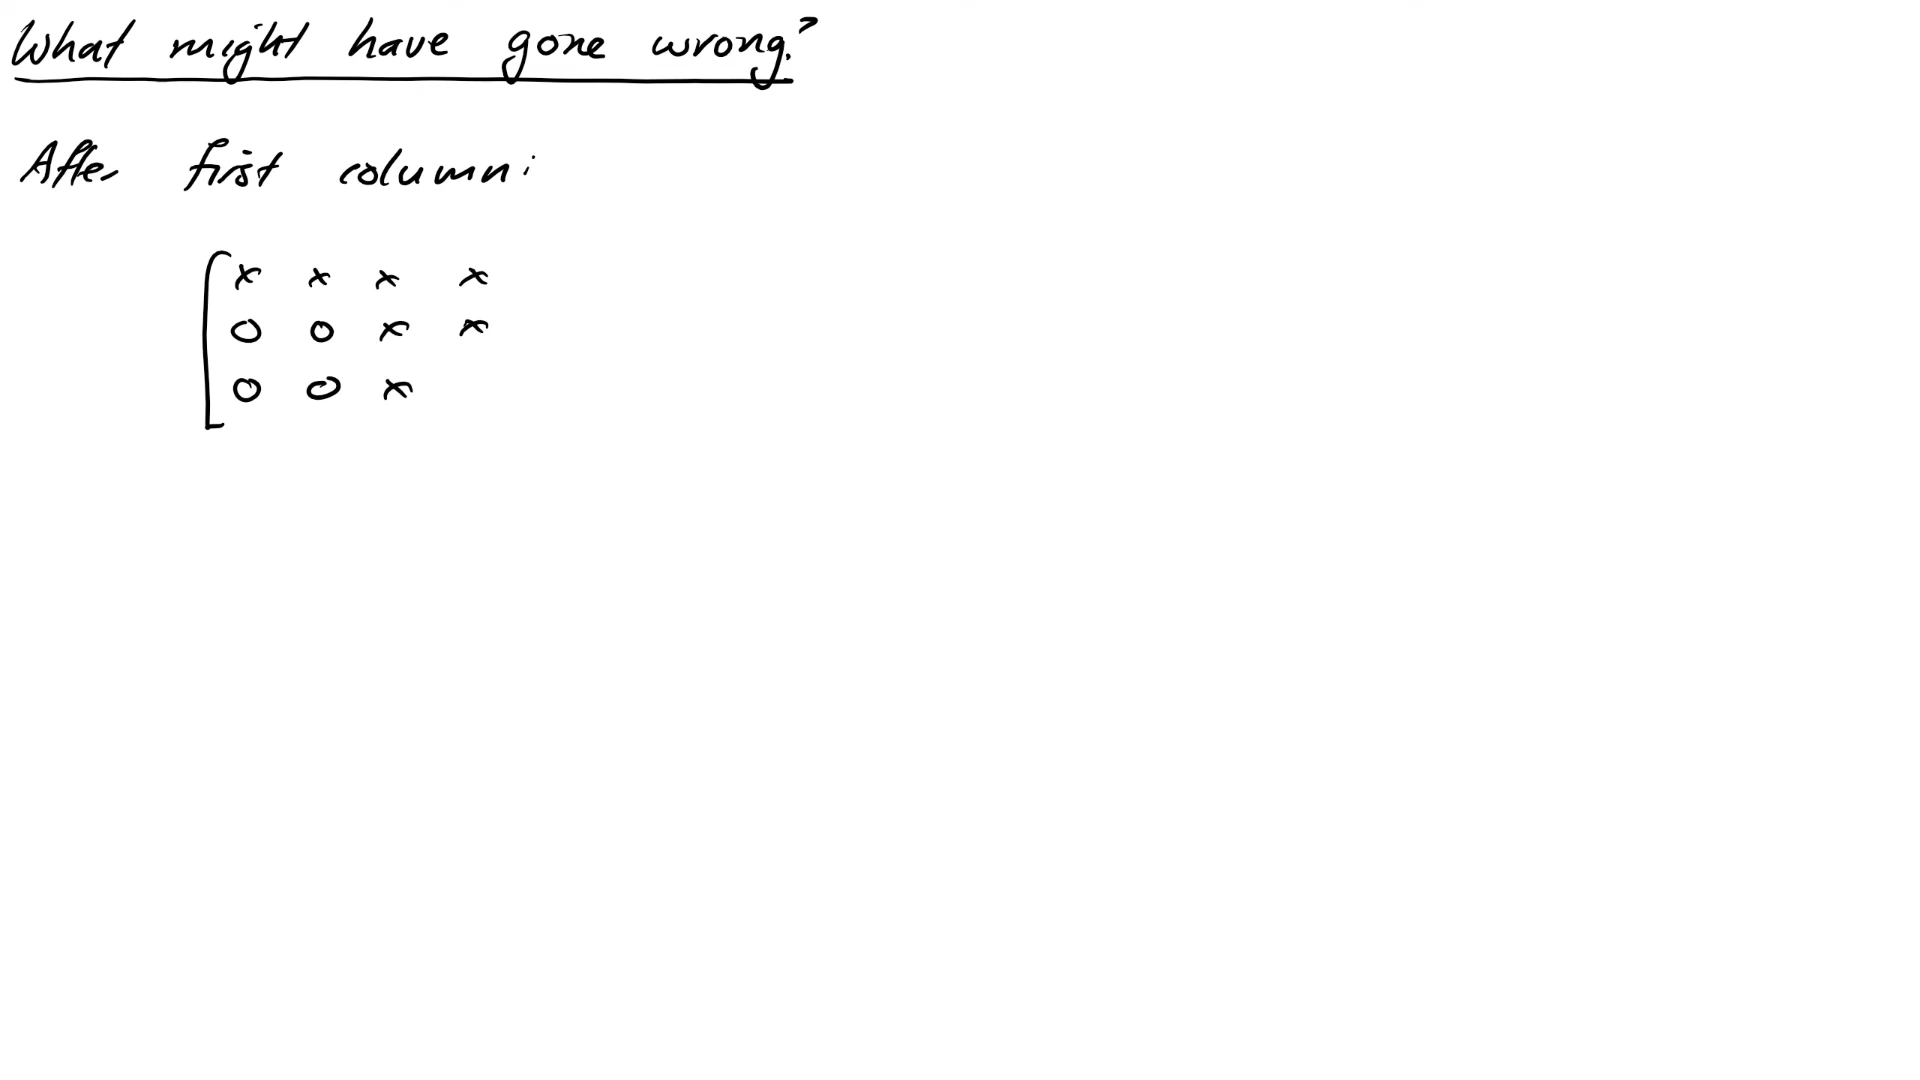 What might have gone wrong?
After first column:
x x x x
0 0 x x
0 0 x